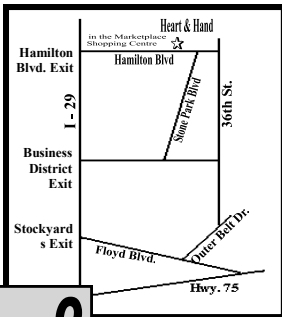 Heart & Hand
in the Marketplace
Shopping Centre
Hamilton
Blvd. Exit
Hamilton Blvd
I - 29
Stone Park Blvd
36th St.
Business
District
Exit
Stockyard
s Exit
Outer Belt Dr.
Floyd Blvd.
Hwy. 75